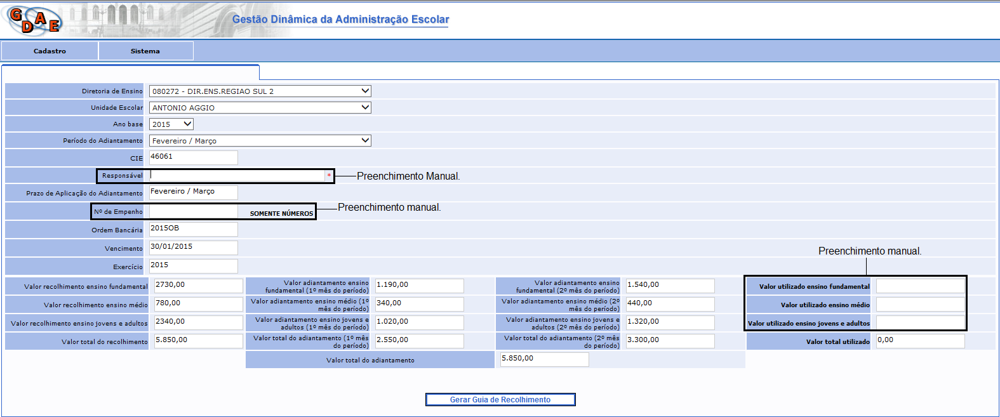 GDAE
Gestão Dinâmica da Administração Escolar
Cadastro
Sistema
Diretoria de Ensino
080272 - DIR.ENS.REGIAO SUL 2
Unidade Escolar
ANTONIO AGGIO
Ano base
2015
Período do Adiantamento
Fevereiro / Março
CIE
46061
Responsável
*
Preenchimento Manual.
Prazo de Aplicação do Adiantamento
Fevereiro / Março
Nº de Empenho
SOMENTE NÚMEROS
Preenchimento manual.
Ordem Bancária
2015OB
Vencimento
30/01/2015
Exercício
2015
Preenchimento manual.
Valor recolhimento ensino fundamental
2730,00
Valor adiantamento ensino
fundamental (1º mês do período)
1.190,00
Valor adiantamento ensino
fundamental (2º mês do período)
1.540,00
Valor utilizado ensino fundamental
Valor recolhimento ensino médio
780,00
Valor adiantamento ensino médio (1º
mês do período)
340,00
Valor adiantamento ensino médio (2º
mês do período)
440,00
Valor utilizado ensino médio
Valor recolhimento ensino jovens e adultos
2340,00
Valor adiantamento ensino jovens e
adultos (1º mês do período)
1.020,00
Valor adiantamento ensino jovens e
adultos (2º mês do período)
1.320,00
Valor utilizado ensino jovens e adultos
Valor total do recolhimento
5.850,00
Valor total do adiantamento (1º mês
do período)
2.550,00
Valor total do adiantamento (2º mês
do período)
3.300,00
Valor total utilizado
0,00
Valor total do adiantamento
5.850,00
Gerar Guia de Recolhimento